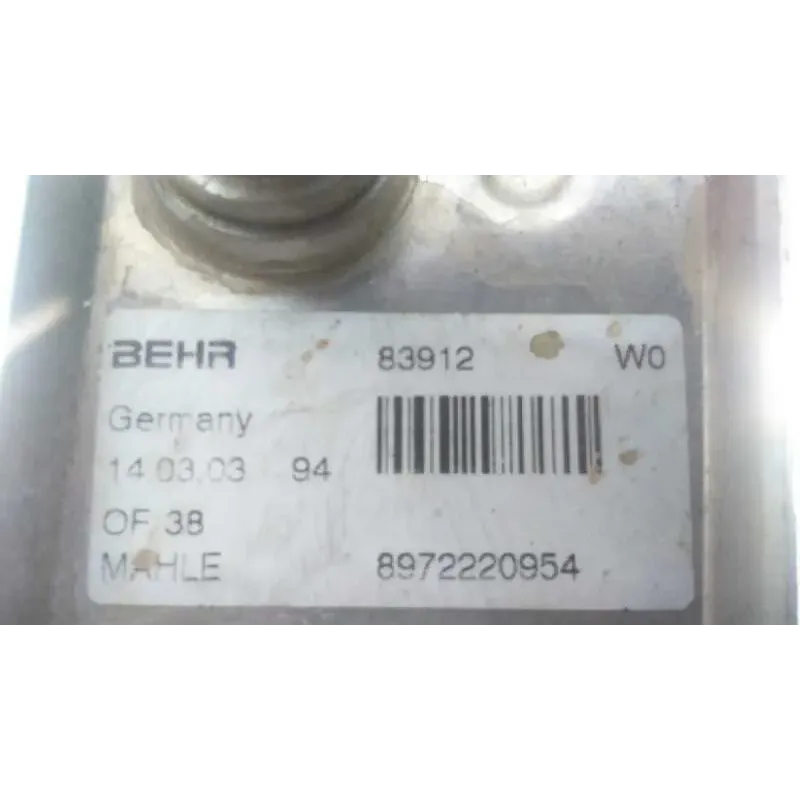 BEHR 83912 W0
Germany
14.03.03 94
OF 38
MAHLE 8972220954